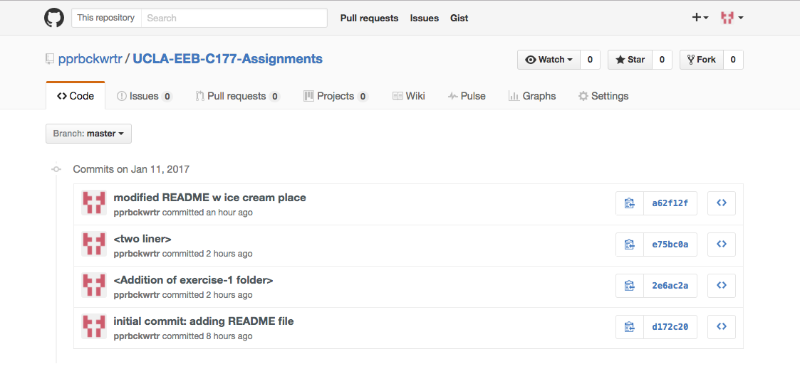 This repository Search Pull requests Issues Gist
pprbckwrtr / UCLA-EEB-C177-Assignments Watch 0 Star 0 Fork 0
Code Issues 0 Pull requests 0 Projects 0 Wiki Pulse Graphs Settings
Branch: master
Commits on Jan 11, 2017
modified README w ice cream place
pprbckwrtr committed an hour ago
a62f12f
<two liner>
pprbckwrtr committed 2 hours ago
e75bc0a
<Addition of exercise-1 folder>
pprbckwrtr committed 2 hours ago
2e6ac2a
initial commit: adding README file
pprbckwrtr committed 8 hours ago
d172c20